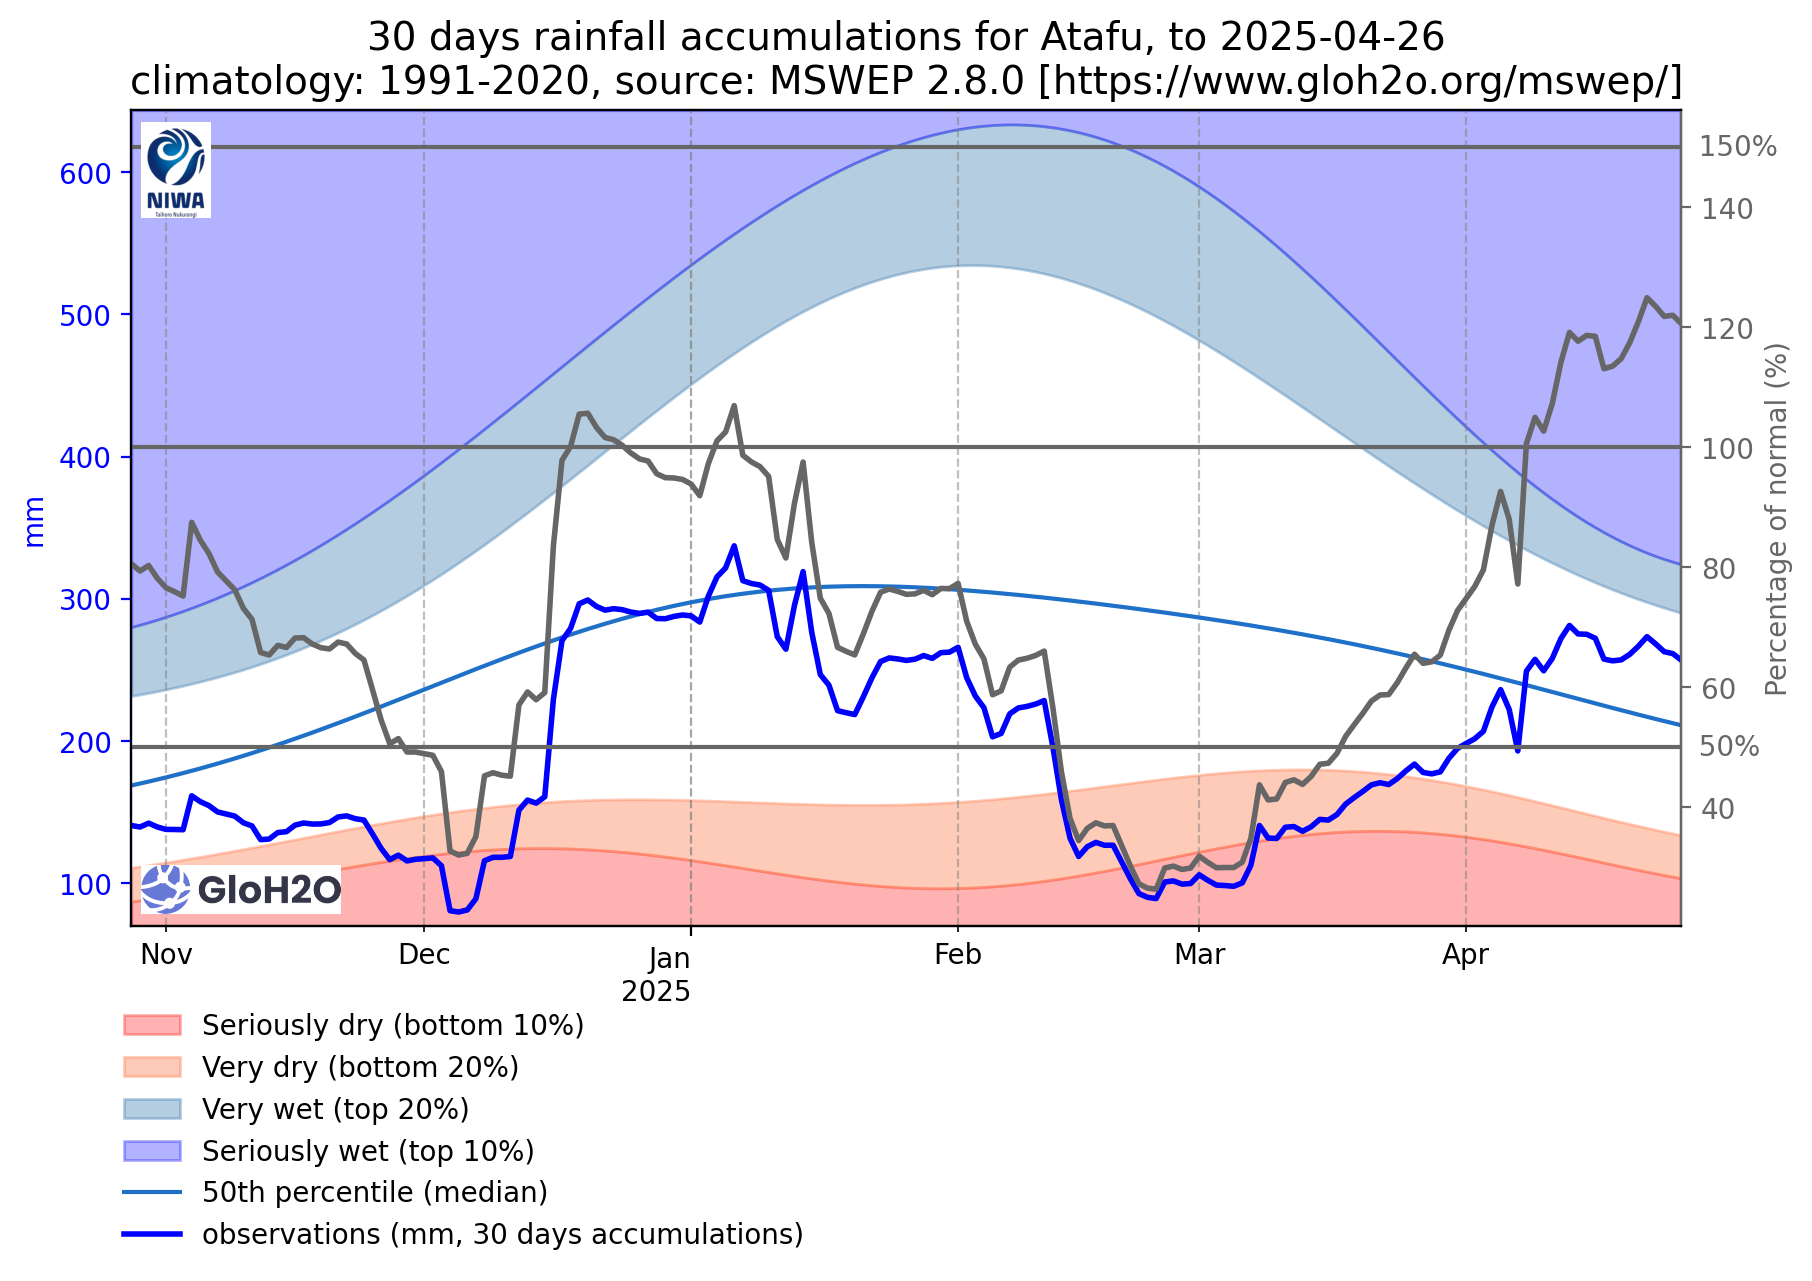 30 days rainfall accumulations for Atafu, to 2025-04-26
climatology: 1991-2020, source: MSWEP 2.8.0 [https://www.gloh2o.org/mswep/]
NIWA
Taihoro Nukurangi
600
500
400
300
200
100
mm
150%
140
120
100
80
60
50%
40
Percentage of normal (%)
GloH2O
Nov
Dec
Jan
2025
Feb
Mar
Apr
Seriously dry (bottom 10%)
Very dry (bottom 20%)
Very wet (top 20%)
Seriously wet (top 10%)
50th percentile (median)
observations (mm, 30 days accumulations)